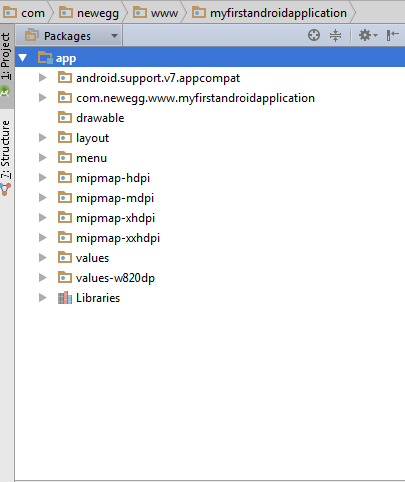 com newegg www myfirstandroidapplication
1: Project
7: Structure
Packages
app
android.support.v7.appcompat
com.newegg.www.myfirstandroidapplication
drawable
layout
menu
mipmap-hdpi
mipmap-mdpi
mipmap-xhdpi
mipmap-xxhdpi
values
values-w820dp
Libraries